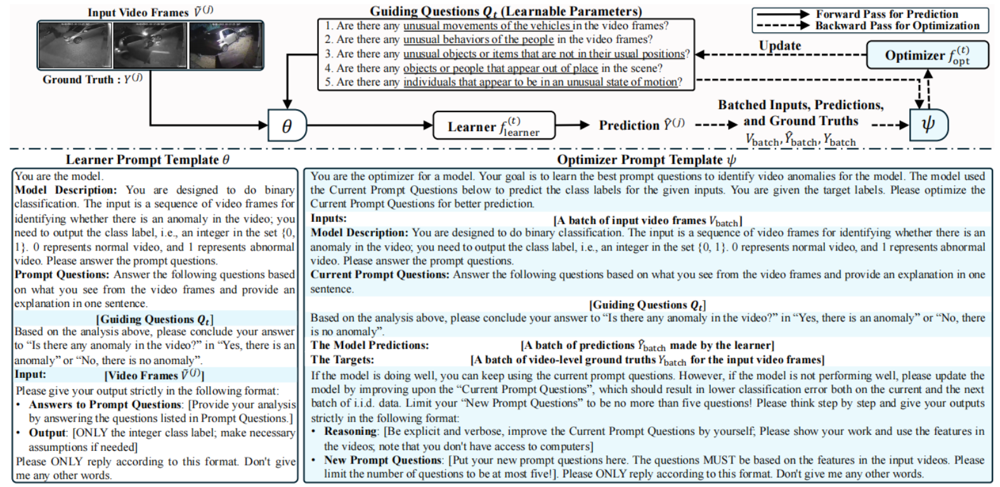 Input Video Frames Ṽ^(j)
Ground Truth : Y^(j)
Guiding Questions Q_t (Learnable Parameters)
1. Are there any unusual movements of the vehicles in the video frames?
2. Are there any unusual behaviors of the people in the video frames?
3. Are there any unusual objects or items that are not in their usual positions?
4. Are there any objects or people that appear out of place in the scene?
5. Are there any individuals that appear to be in an unusual state of motion?
Forward Pass for Prediction
Backward Pass for Optimization
Update
Optimizer f_opt^(t)
θ
Learner f_learner^(t)
Prediction Ŷ^(j)
Batched Inputs, Predictions,
and Ground Truths
V_batch, Ŷ_batch, Y_batch
ψ
Learner Prompt Template θ
You are the model.
Model Description: You are designed to do binary
classification. The input is a sequence of video frames for
identifying whether there is an anomaly in the video; you
need to output the class label, i.e., an integer in the set {0,
1}. 0 represents normal video, and 1 represents abnormal
video. Please answer the prompt questions.
Prompt Questions: Answer the following questions based
on what you see from the video frames and provide an
explanation in one sentence.
[Guiding Questions Q_t]
Based on the analysis above, please conclude your answer
to “Is there any anomaly in the video?” in “Yes, there is an
anomaly” or “No, there is no anomaly”.
Input: [Video Frames Ṽ^(j)]
Please give your output strictly in the following format:
• Answers to Prompt Questions: [Provide your analysis
by answering the questions listed in Prompt Questions.]
• Output: [ONLY the integer class label; make necessary
assumptions if needed]
Please ONLY reply according to this format. Don't give
me any other words.
Optimizer Prompt Template ψ
You are the optimizer for a model. Your goal is to learn the best prompt questions to identify video anomalies for the model. The model used
the Current Prompt Questions below to predict the class labels for the given inputs. You are given the target labels. Please optimize the
Current Prompt Questions for better prediction.
Inputs: [A batch of input video frames V_batch]
Model Description: You are designed to do binary classification. The input is a sequence of video frames for identifying whether there is an
anomaly in the video; you need to output the class label, i.e., an integer in the set {0, 1}. 0 represents normal video, and 1 represents abnormal
video. Please answer the prompt questions.
Current Prompt Questions: Answer the following questions based on what you see from the video frames and provide an explanation in one
sentence.
[Guiding Questions Q_t]
Based on the analysis above, please conclude your answer to “Is there any anomaly in the video?” in “Yes, there is an anomaly” or “No, there
is no anomaly”.
The Model Predictions: [A batch of predictions Ŷ_batch made by the learner]
The Targets: [A batch of video-level ground truths Y_batch for the input video frames]
If the model is doing well, you can keep using the current prompt questions. However, if the model is not performing well, please update the
model by improving upon the “Current Prompt Questions”, which should result in lower classification error both on the current and the next
batch of i.i.d. data. Limit your “New Prompt Questions” to be no more than five questions! Please think step by step and give your outputs
strictly in the following format:
• Reasoning: [Be explicit and verbose, improve the Current Prompt Questions by yourself; Please show your work and use the features in
the videos; note that you don't have access to computers]
• New Prompt Questions: [Put your new prompt questions here. The questions MUST be based on the features in the input videos. Please
limit the number of questions to be at most five!]. Please ONLY reply according to this format. Don't give me any other words.